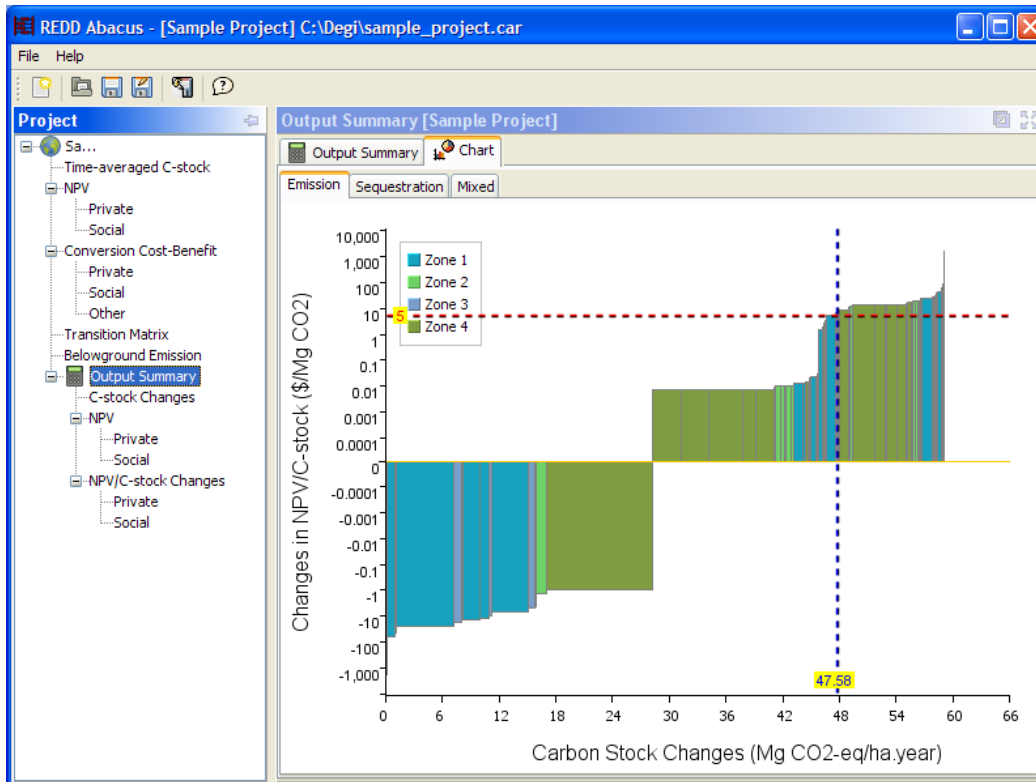 REDD Abacus - [Sample Project] C:\Degi\sample_project.car
File Help
Project
Sa...
Time-averaged C-stock
NPV
Private
Social
Conversion Cost-Benefit
Private
Social
Other
Transition Matrix
Belowground Emission
Output Summary
C-stock Changes
NPV
Private
Social
NPV/C-stock Changes
Private
Social
Output Summary [Sample Project]
Output Summary Chart
Emission Sequestration Mixed
Changes in NPV/C-stock ($/Mg CO2)
10,000
1,000
100
10
1
0.1
0.01
0.001
0.0001
0
-0.0001
-0.001
-0.01
-0.1
-1
-10
-100
-1,000
Zone 1
Zone 2
Zone 3
Zone 4
5
47.58
0 6 12 18 24 30 36 42 48 54 60 66
Carbon Stock Changes (Mg CO2-eq/ha.year)